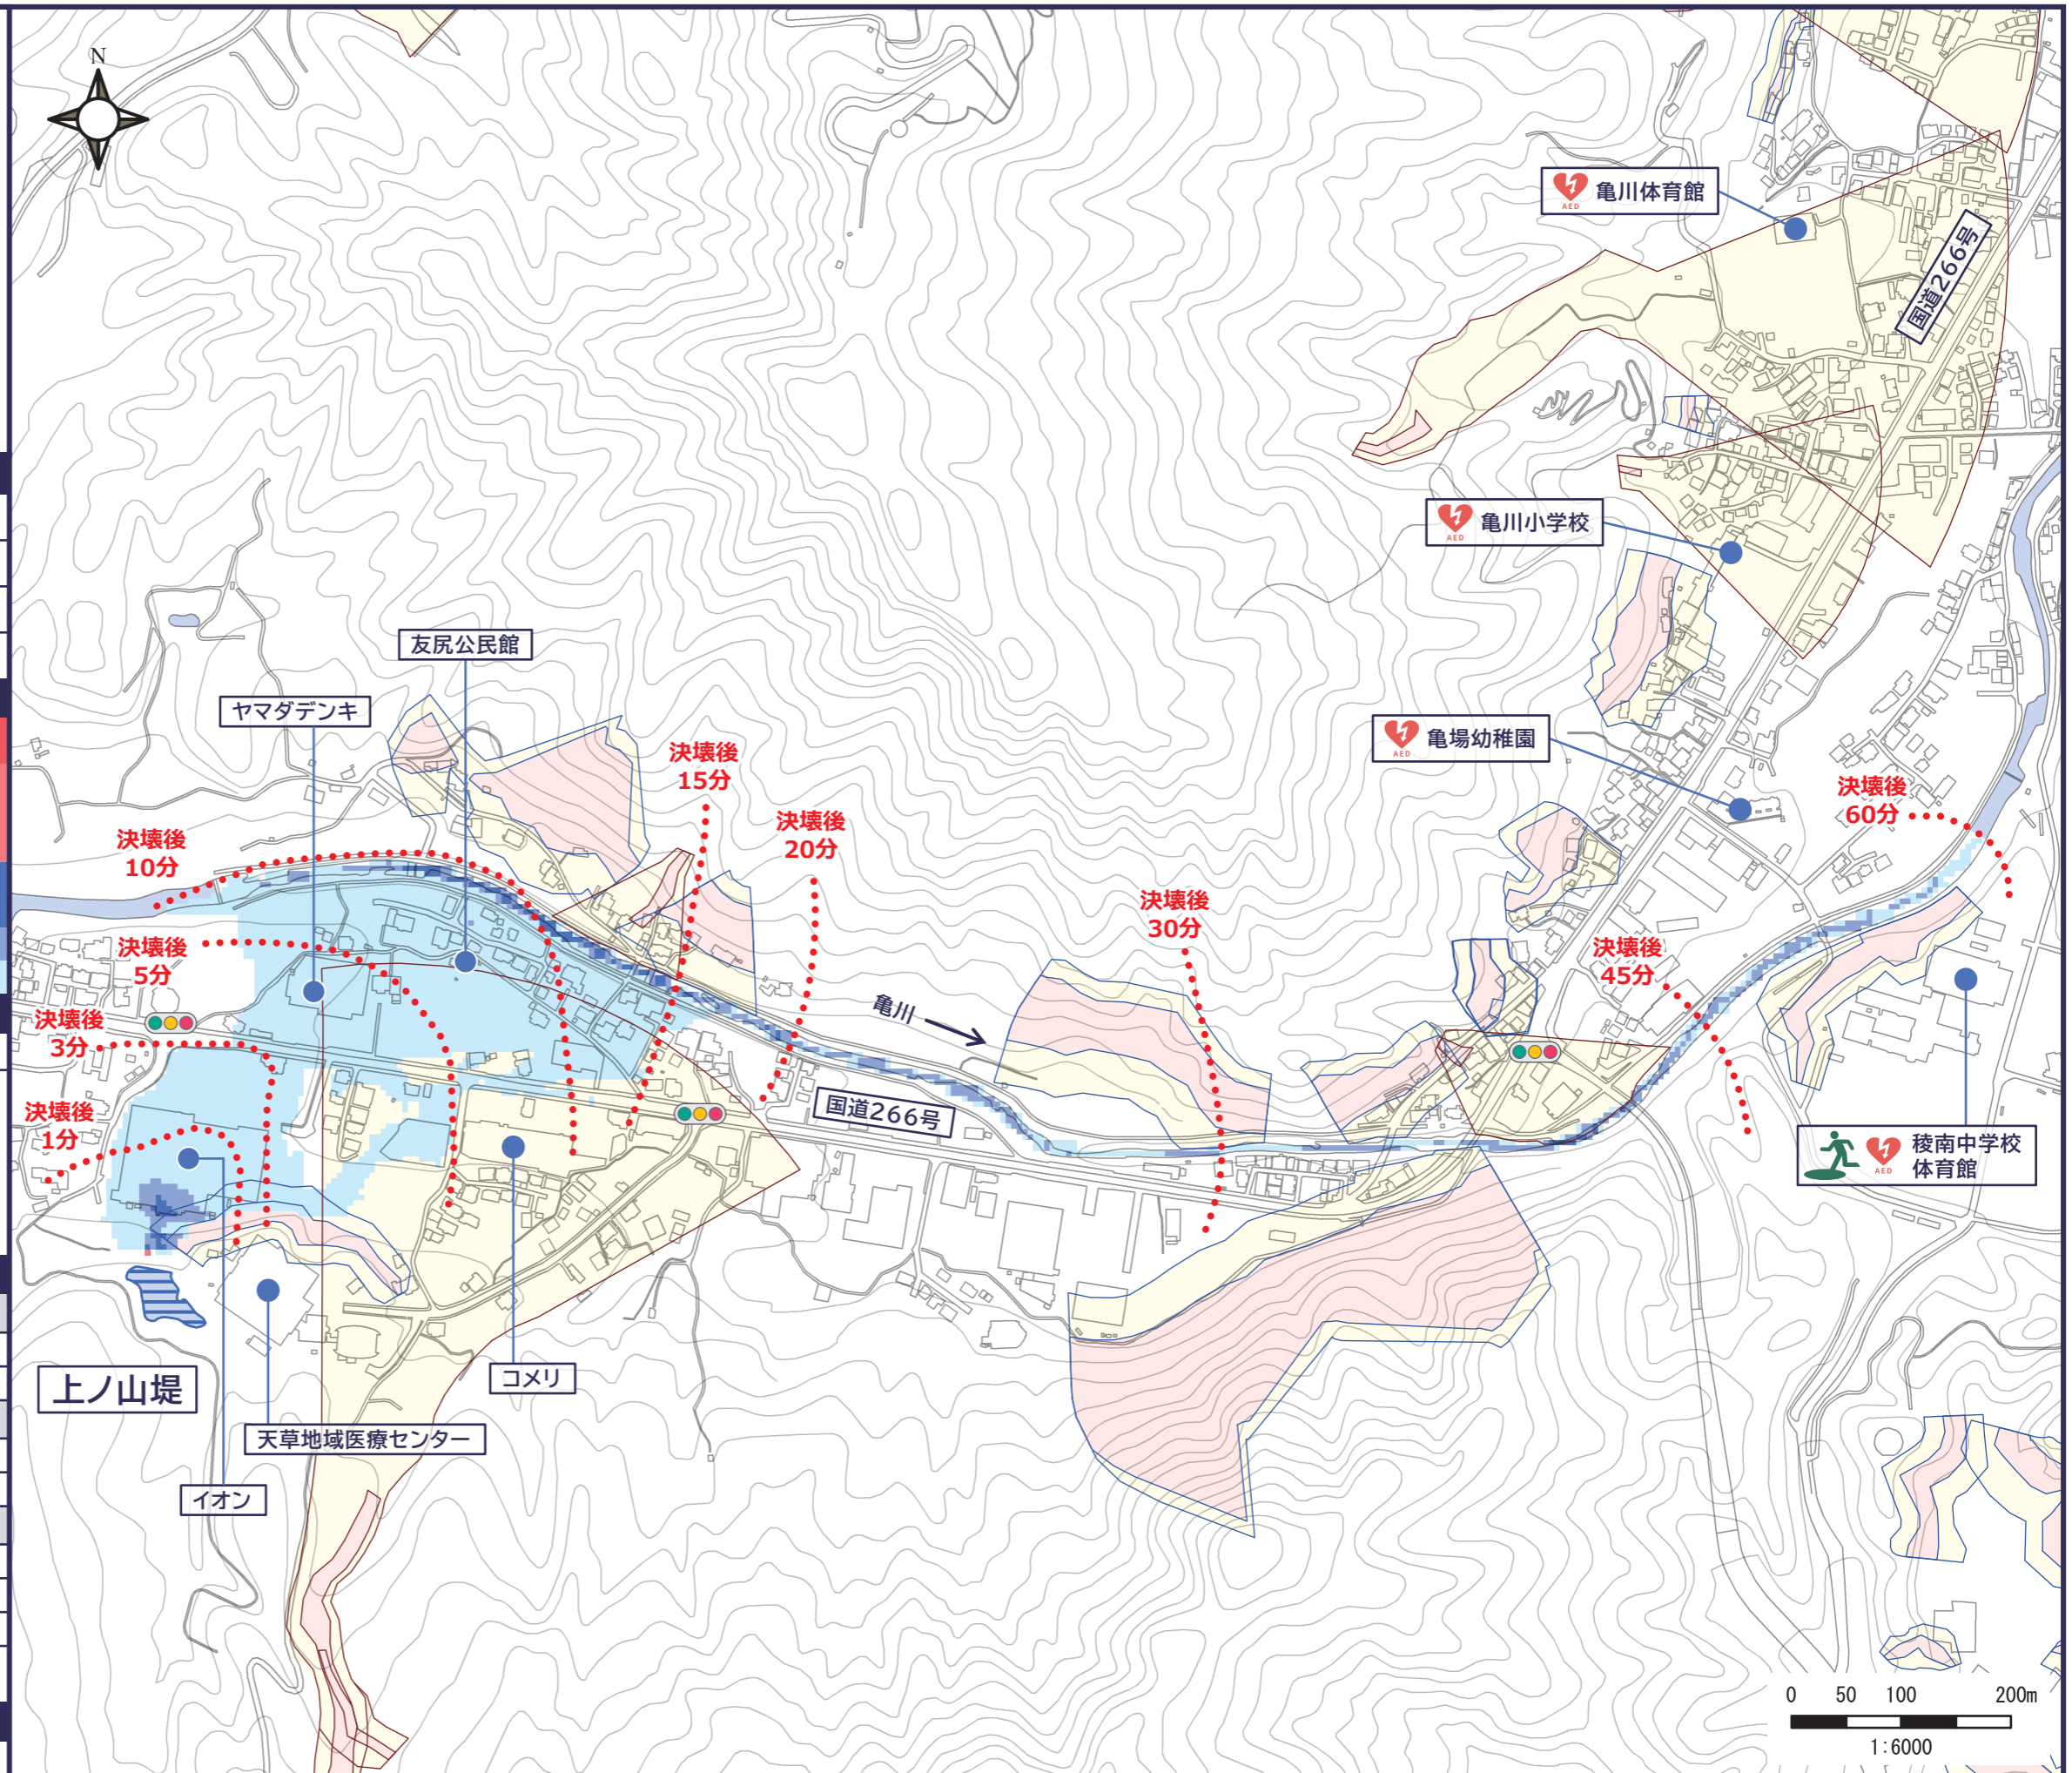 N
AED
亀川体育館
国道266号
AED
亀川小学校
友尻公民館
ヤマダデンキ
AED
亀場幼稚園
決壊後
15分
決壊後
20分
決壊後
60分
決壊後
10分
決壊後
30分
決壊後
5分
決壊後
45分
亀川
決壊後
3分
決壊後
1分
国道266号
AED
稜南中学校
体育館
上ノ山堤
コメリ
天草地域医療センター
イオン
0 50 100 200m
1:6000